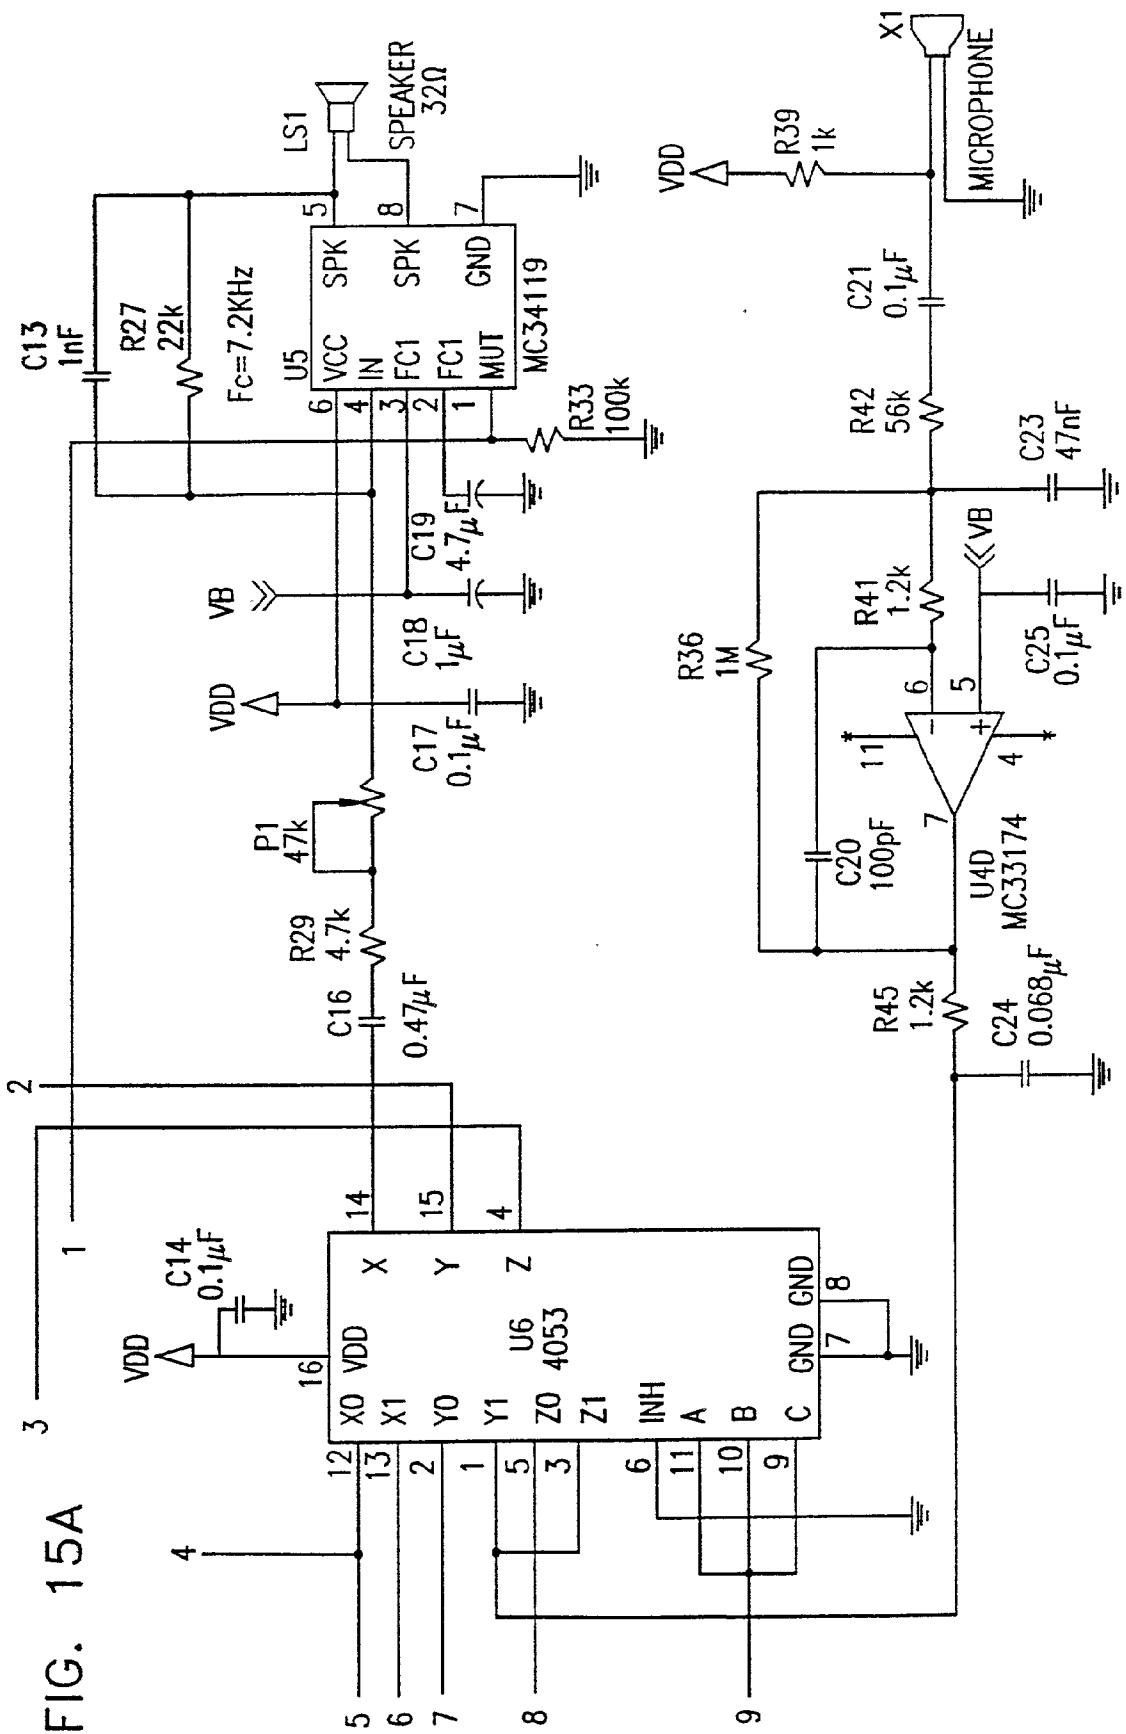 FIG. 15A
3
1
2
4
5
6
7
8
9
VDD
C14
0.1μF
16
VDD
12
X0
13
X1
2
Y0
1
Y1
5
Z0
3
Z1
6
INH
11
A
10
B
9
C
U6
4053
X
14
Y
15
Z
4
GND
7
GND
8
C16
0.47μF
R29
4.7k
P1
47k
VDD
C17
0.1μF
VB
C18
1μF
C19
4.7μF
C13
1nF
R27
22k
Fc=7.2KHz
U5
6
VCC
4
IN
3
FC1
2
FC1
1
MUT
SPK
5
SPK
8
GND
7
MC34119
R33
100k
LS1
SPEAKER
32Ω
VDD
R39
1k
X1
MICROPHONE
C21
0.1μF
R42
56k
C23
47nF
R41
1.2k
VB
C25
0.1μF
R36
1M
6
5
−
+
11
4
7
C20
100pF
U4D
MC33174
R45
1.2k
C24
0.068μF